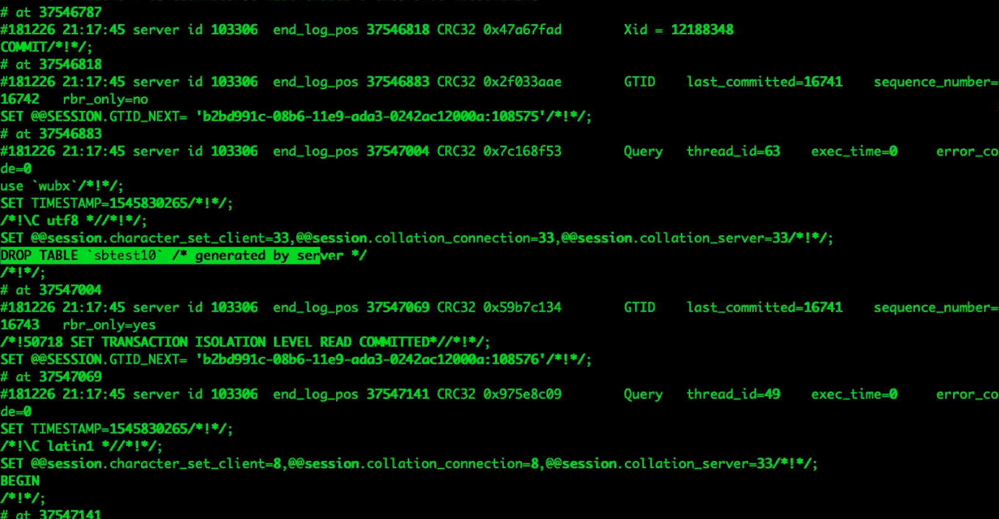 # at 37546787
#181226 21:17:45 server id 103306  end_log_pos 37546818 CRC32 0x47a67fad        Xid = 12188348
COMMIT/*!*/;
# at 37546818
#181226 21:17:45 server id 103306  end_log_pos 37546883 CRC32 0x2f033aae        GTID    last_committed=16741    sequence_number=
16742   rbr_only=no
SET @@SESSION.GTID_NEXT= 'b2bd991c-08b6-11e9-ada3-0242ac12000a:108575'/*!*/;
# at 37546883
#181226 21:17:45 server id 103306  end_log_pos 37547004 CRC32 0x7c168f53        Query   thread_id=63    exec_time=0     error_co
de=0
use `wubx`/*!*/;
SET TIMESTAMP=1545830265/*!*/;
/*!\C utf8 *//*!*/;
SET @@session.character_set_client=33,@@session.collation_connection=33,@@session.collation_server=33/*!*/;
DROP TABLE `sbtest10` /* generated by server */
/*!*/;
# at 37547004
#181226 21:17:45 server id 103306  end_log_pos 37547069 CRC32 0x59b7c134        GTID    last_committed=16741    sequence_number=
16743   rbr_only=yes
/*!50718 SET TRANSACTION ISOLATION LEVEL READ COMMITTED*//*!*/;
SET @@SESSION.GTID_NEXT= 'b2bd991c-08b6-11e9-ada3-0242ac12000a:108576'/*!*/;
# at 37547069
#181226 21:17:45 server id 103306  end_log_pos 37547141 CRC32 0x975e8c09        Query   thread_id=49    exec_time=0     error_co
de=0
SET TIMESTAMP=1545830265/*!*/;
/*!\C latin1 *//*!*/;
SET @@session.character_set_client=8,@@session.collation_connection=8,@@session.collation_server=33/*!*/;
BEGIN
/*!*/;
# at 37547141